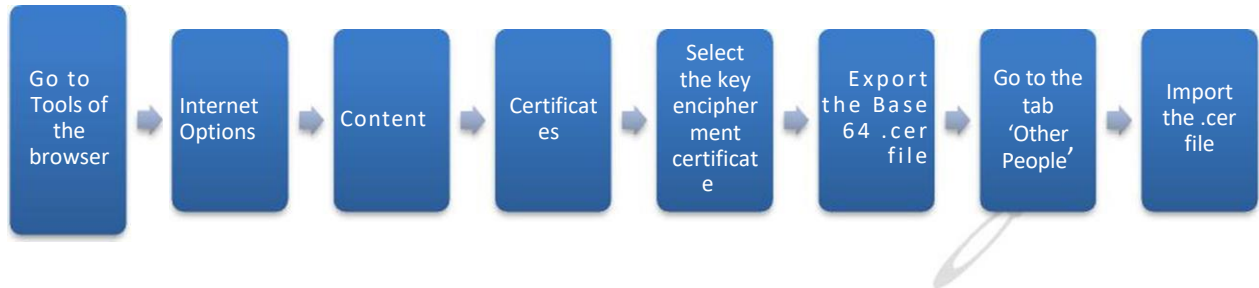 Go to
Tools of
the
browser
Internet
Options
Content
Certificat
es
Select
the key
encipher
ment
certificat
e
Export
the Base
64 .cer
file
Go to the
tab
‘Other
People’
Import
the .cer
file